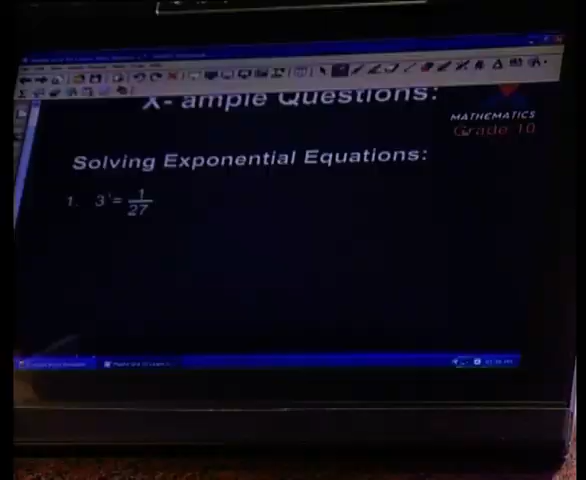 X- ample Questions:
MATHEMATICS
Grade 10
Solving Exponential Equations:
1. 3ˣ = 1/27